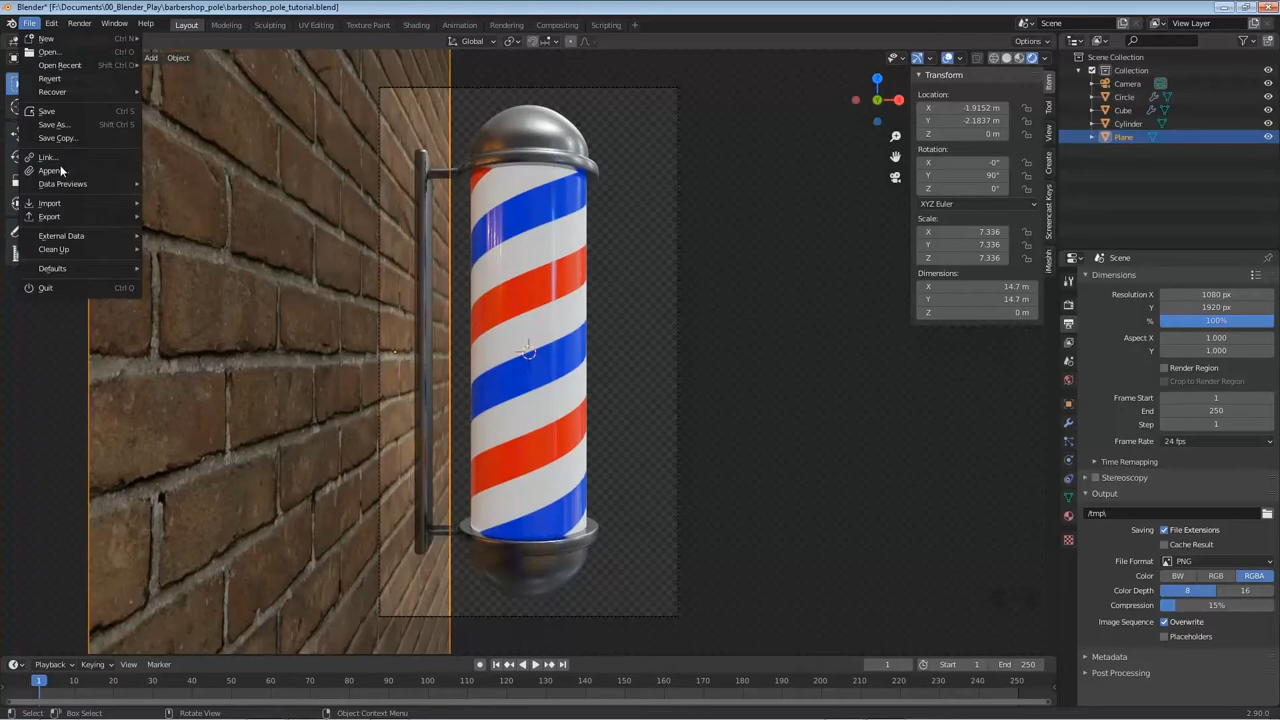 Blender* [F:\Documents\00_Blender_Play\barbershop_pole\barbershop_pole_tutorial.blend]
File Edit Render Window Help
Layout Modeling Sculpting UV Editing Texture Paint Shading Animation Rendering Compositing Scripting +
Scene
View Layer
Global
Options
Add Object
New Ctrl N
Open... Ctrl O
Open Recent Shift Ctrl O
Revert
Recover
Save Ctrl S
Save As... Shift Ctrl S
Save Copy...
Link...
Append...
Data Previews
Import
Export
External Data
Clean Up
Defaults
Quit Ctrl Q
Transform
Location:
X -1.9152 m
Y -2.1837 m
Z 0 m
Rotation:
X -0°
Y 90°
Z 0°
XYZ Euler
Scale:
X 7.336
Y 7.336
Z 7.336
Dimensions:
X 14.7 m
Y 14.7 m
Z 0 m
Item
Tool
View
Create
Screencast Keys
Scene Collection
Collection
Camera
Circle
Cube
Cylinder
Plane
Scene
Dimensions
Resolution X 1080 px
Y 1920 px
% 100%
Aspect X 1.000
Y 1.000
Render Region
Crop to Render Region
Frame Start 1
End 250
Step 1
Frame Rate 24 fps
Time Remapping
Stereoscopy
Output
/tmp\
Saving File Extensions
Cache Result
File Format PNG
Color BW RGB RGBA
Color Depth 8 16
Compression 15%
Image Sequence Overwrite
Placeholders
Metadata
Post Processing
Playback Keying View Marker
1 Start 1 End 250
1 10 20 30 40 50 60 70 80 90 100 110 120 130 140 150 160 170 180 190 200 210 220 230 240 250
Select Box Select Rotate View Object Context Menu 2.90.0